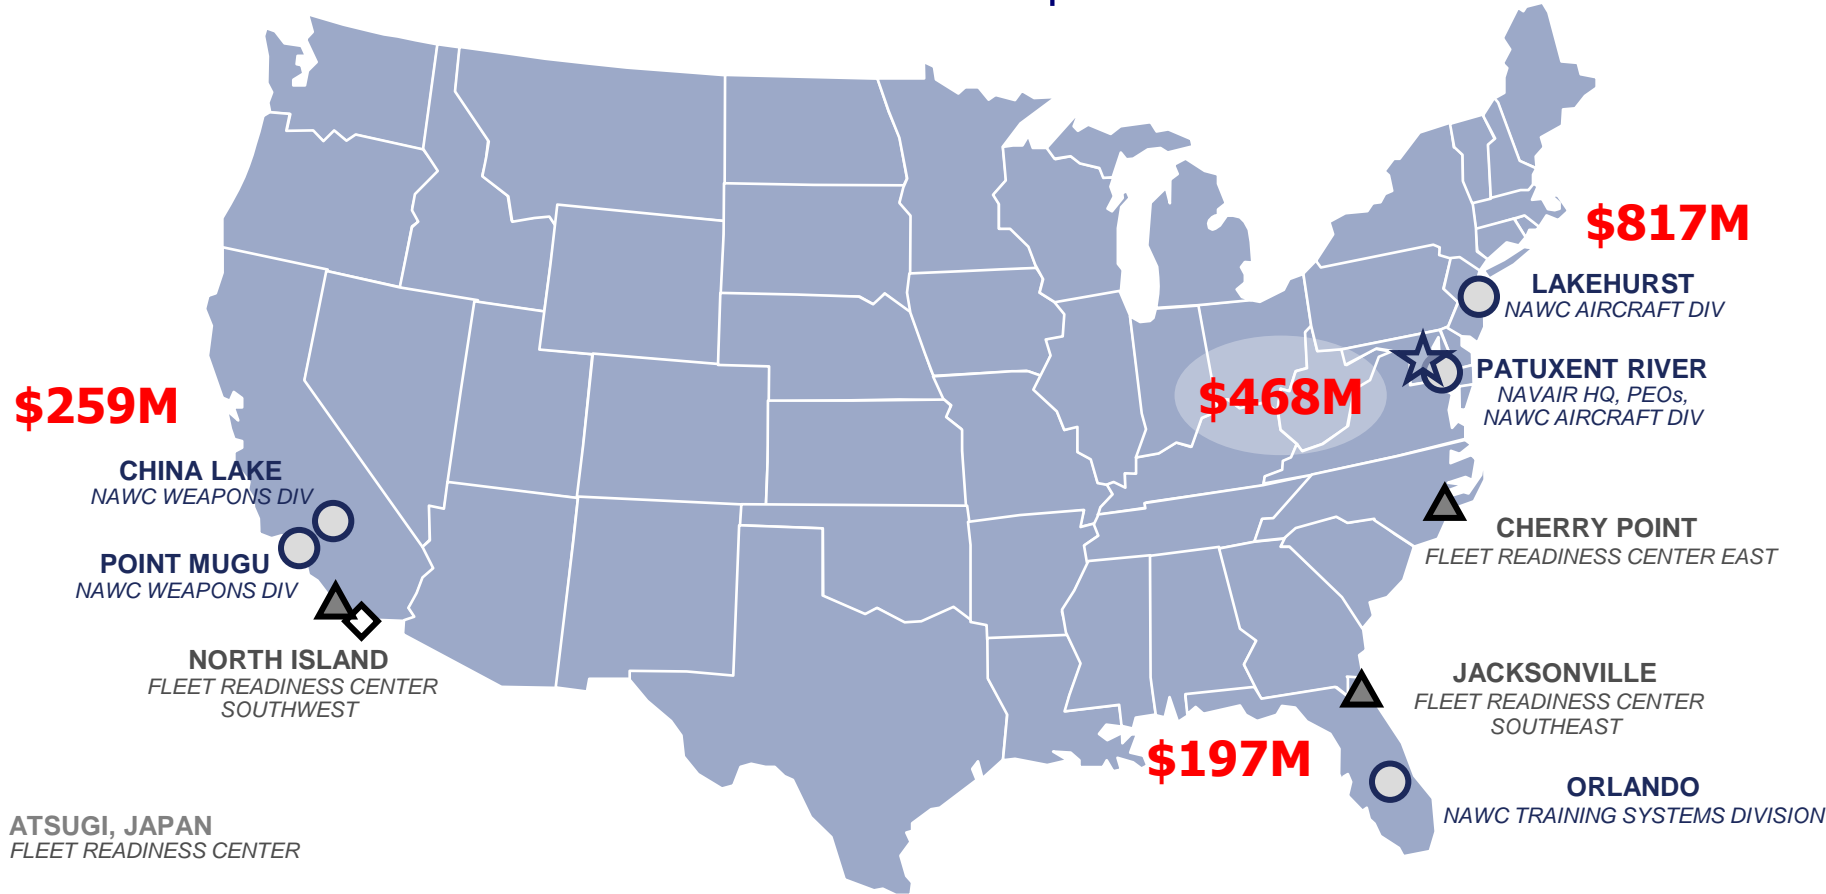 $817M
LAKEHURST
NAWC AIRCRAFT DIV
PATUXENT RIVER
NAVAIR HQ, PEOs,
NAWC AIRCRAFT DIV
$468M
$259M
CHINA LAKE
NAWC WEAPONS DIV
POINT MUGU
NAWC WEAPONS DIV
CHERRY POINT
FLEET READINESS CENTER EAST
NORTH ISLAND
FLEET READINESS CENTER
SOUTHWEST
JACKSONVILLE
FLEET READINESS CENTER
SOUTHEAST
$197M
ORLANDO
NAWC TRAINING SYSTEMS DIVISION
ATSUGI, JAPAN
FLEET READINESS CENTER